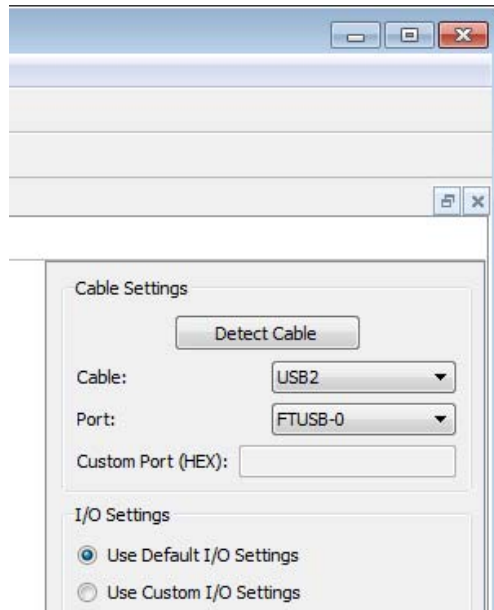 Cable Settings
Detect Cable
Cable: USB2
Port: FTUSB-0
Custom Port (HEX):
I/O Settings
Use Default I/O Settings
Use Custom I/O Settings